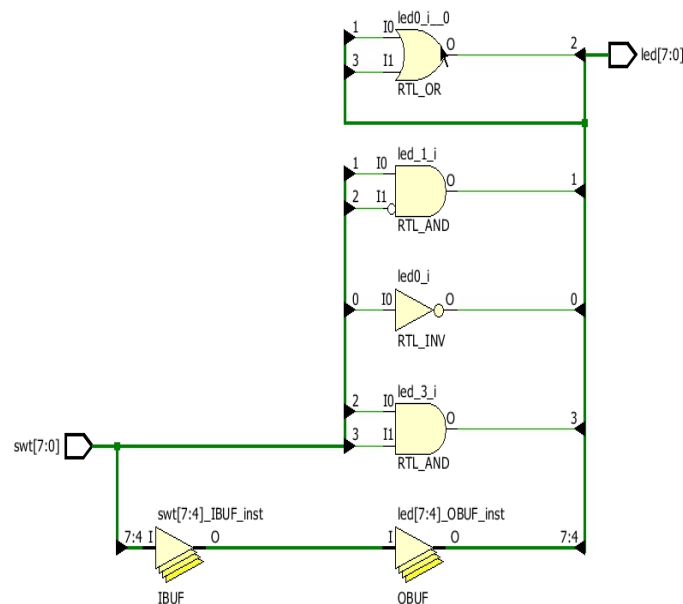 led0_i__0
1 I0 O 2 led[7:0]
3 I1
RTL_OR
led_1_i
1 I0 O 1
2 I1
RTL_AND
led0_i
0 I0 O 0
RTL_INV
led_3_i
2 I0 O 3
swt[7:0] 3 I1
RTL_AND
swt[7:4]_IBUF_inst led[7:4]_OBUF_inst
7:4 I O I O 7:4
IBUF OBUF